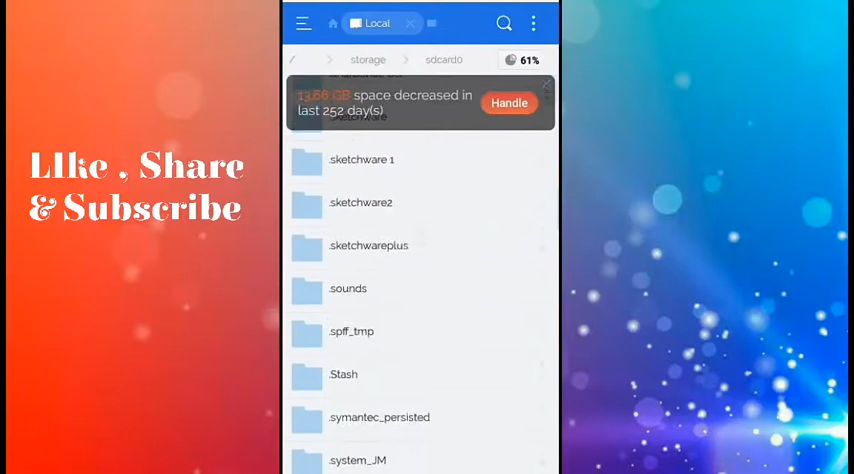 LIke , Share
& Subscribe
Local
/ storage sdcard0 61%
13.66 GB space decreased in
last 252 day(s)
Handle
.sketchware
.sketchware 1
.sketchware2
.sketchwareplus
.sounds
.spff_tmp
.Stash
.symantec_persisted
.system_JM